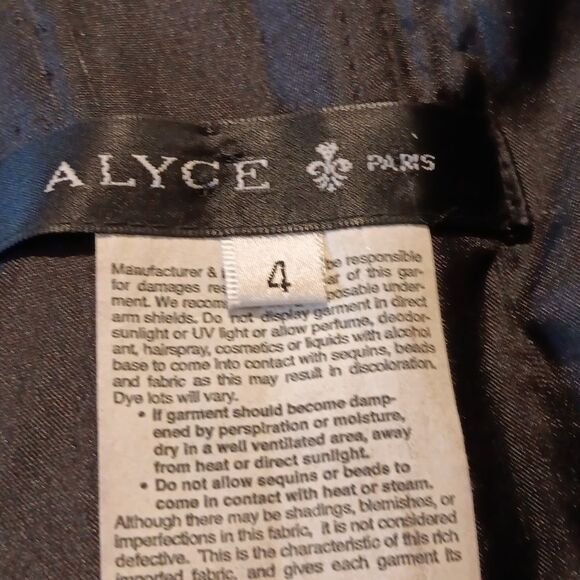 ALYCE PARIS
4
Manufacturer & be responsible
for damages of this gar-
ment. We under-
arm shields. Do not display garment in direct
sunlight or UV light or allow perfume, deodor-
ant, hairspray, cosmetics or liquids with alcohol
base to come into contact with sequins, beads
and fabric as this may result in discoloration.
Dye lots will vary.
• If garment should become damp-
ened by perspiration or moisture,
dry in a well ventilated area, away
from heat or direct sunlight.
• Do not allow sequins or beads to
come in contact with heat or steam.
Although there may be shadings, blemishes, or
imperfections in this fabric, it is not considered
defective. This is the characteristic of this rich
imported fabric, and gives each garment its